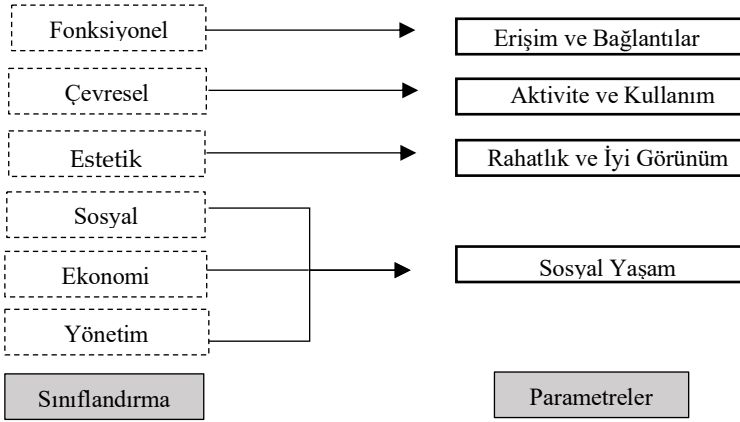 Fonksiyonel
Erişim ve Bağlantılar
Çevresel
Aktivite ve Kullanım
Estetik
Rahatlık ve İyi Görünüm
Sosyal
Ekonomi
Sosyal Yaşam
Yönetim
Sınıflandırma
Parametreler